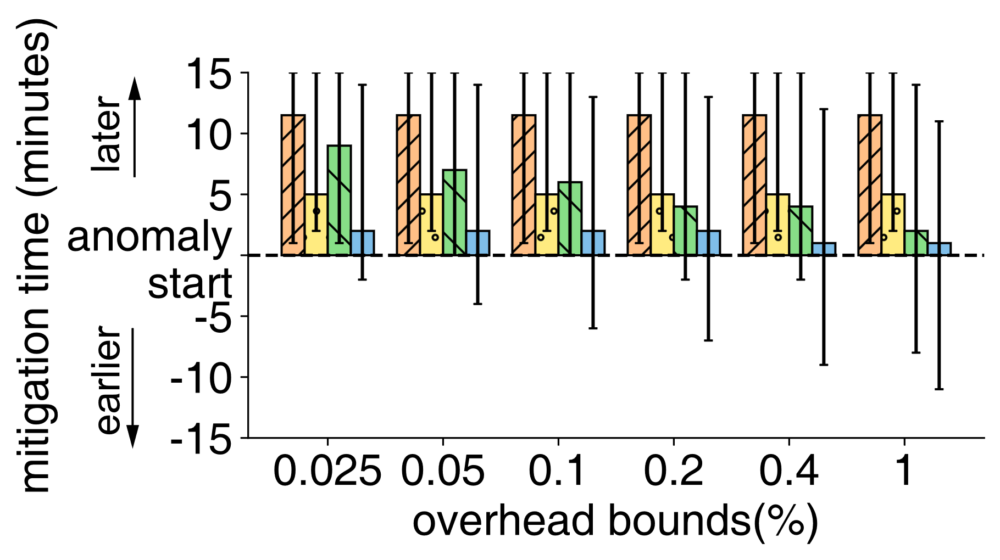 mitigation time (minutes)
later
earlier
15
10
5
anomaly
start
-5
-10
-15
0.025 0.05 0.1 0.2 0.4 1
overhead bounds(%)